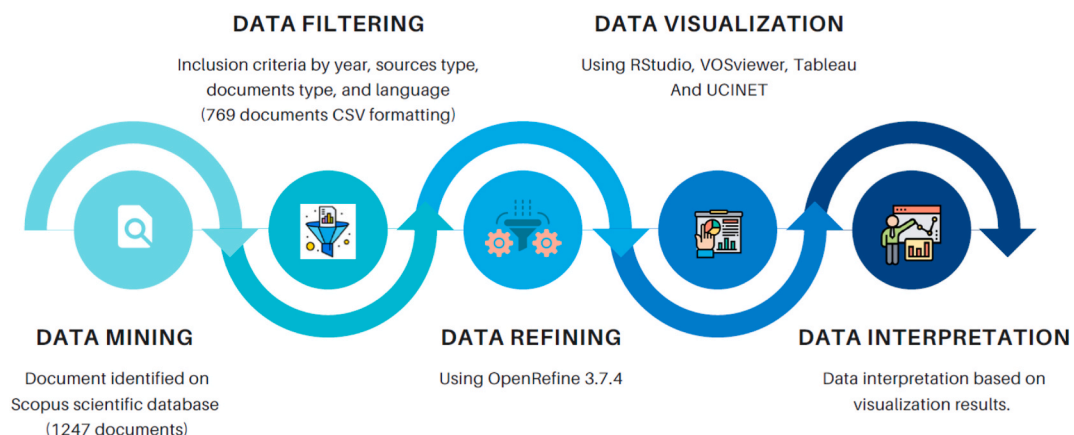 DATA FILTERING
Inclusion criteria by year, sources type,
documents type, and language
(769 documents CSV formatting)
DATA VISUALIZATION
Using RStudio, VOSviewer, Tableau
And UCINET
DATA MINING
Document identified on
Scopus scientific database
(1247 documents)
DATA REFINING
Using OpenRefine 3.7.4
DATA INTERPRETATION
Data interpretation based on
visualization results.